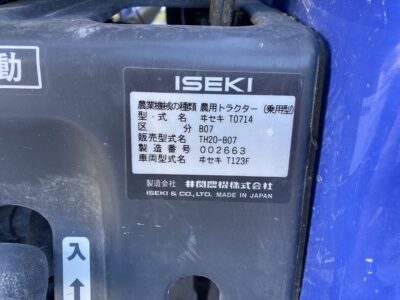 動
ISEKI
農業機械の種類 農用トラクター (乗用型)
型・式・名 ヰセキ T0714
区分 B07
販売型式名 TH20-B07
製造番号 002663
車両型式名 ヰセキ T123F
製造会社 井関農機株式会社
ISEKI & CO., LTD. MADE IN JAPAN
入